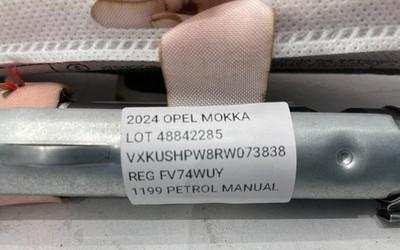 2024 OPEL MOKKA
LOT 48842285
VXKUSHPW8RW073838
REG FV74WUY
1199 PETROL MANUAL